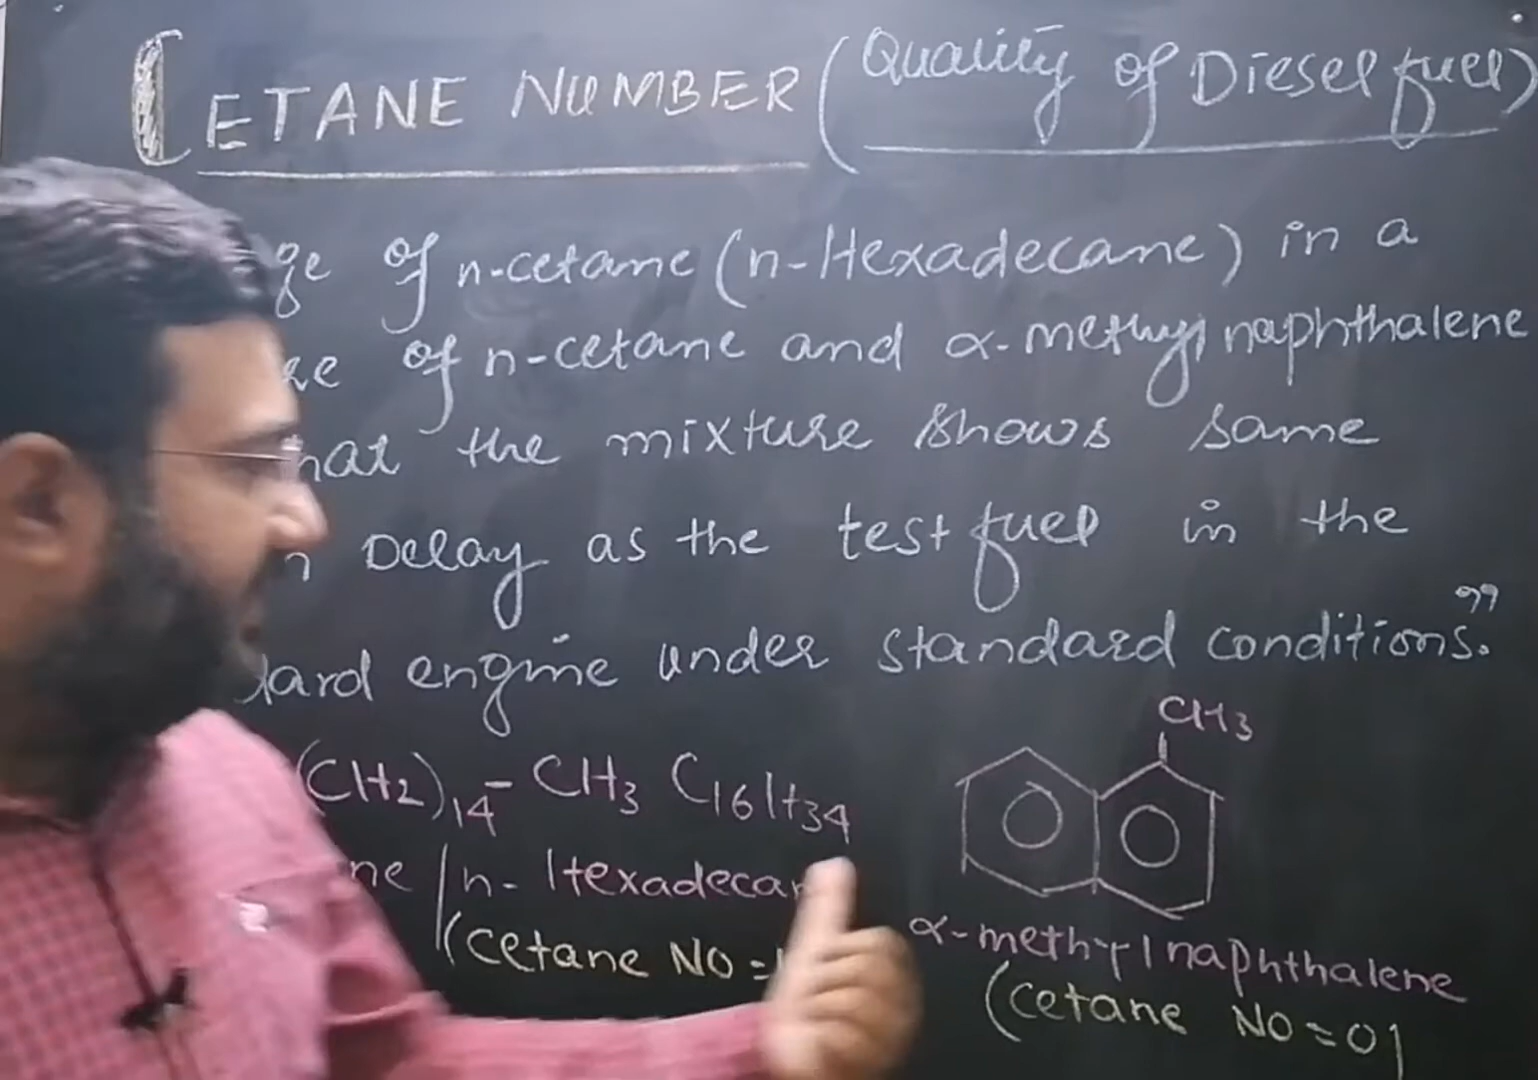 CETANE NUMBER (Quality of Diesel fuel)
ge of n-cetane (n-Hexadecane) in a
re of n-cetane and α-methyl naphthalene
hat the mixture shows same
n Delay as the test fuel in the
dard engine under standard conditions.”
(CH2)14 - CH3 C16H34
CH3
ne / n- Hexadecan
α-methyl naphthalene
(Cetane NO =
(Cetane NO = 0)